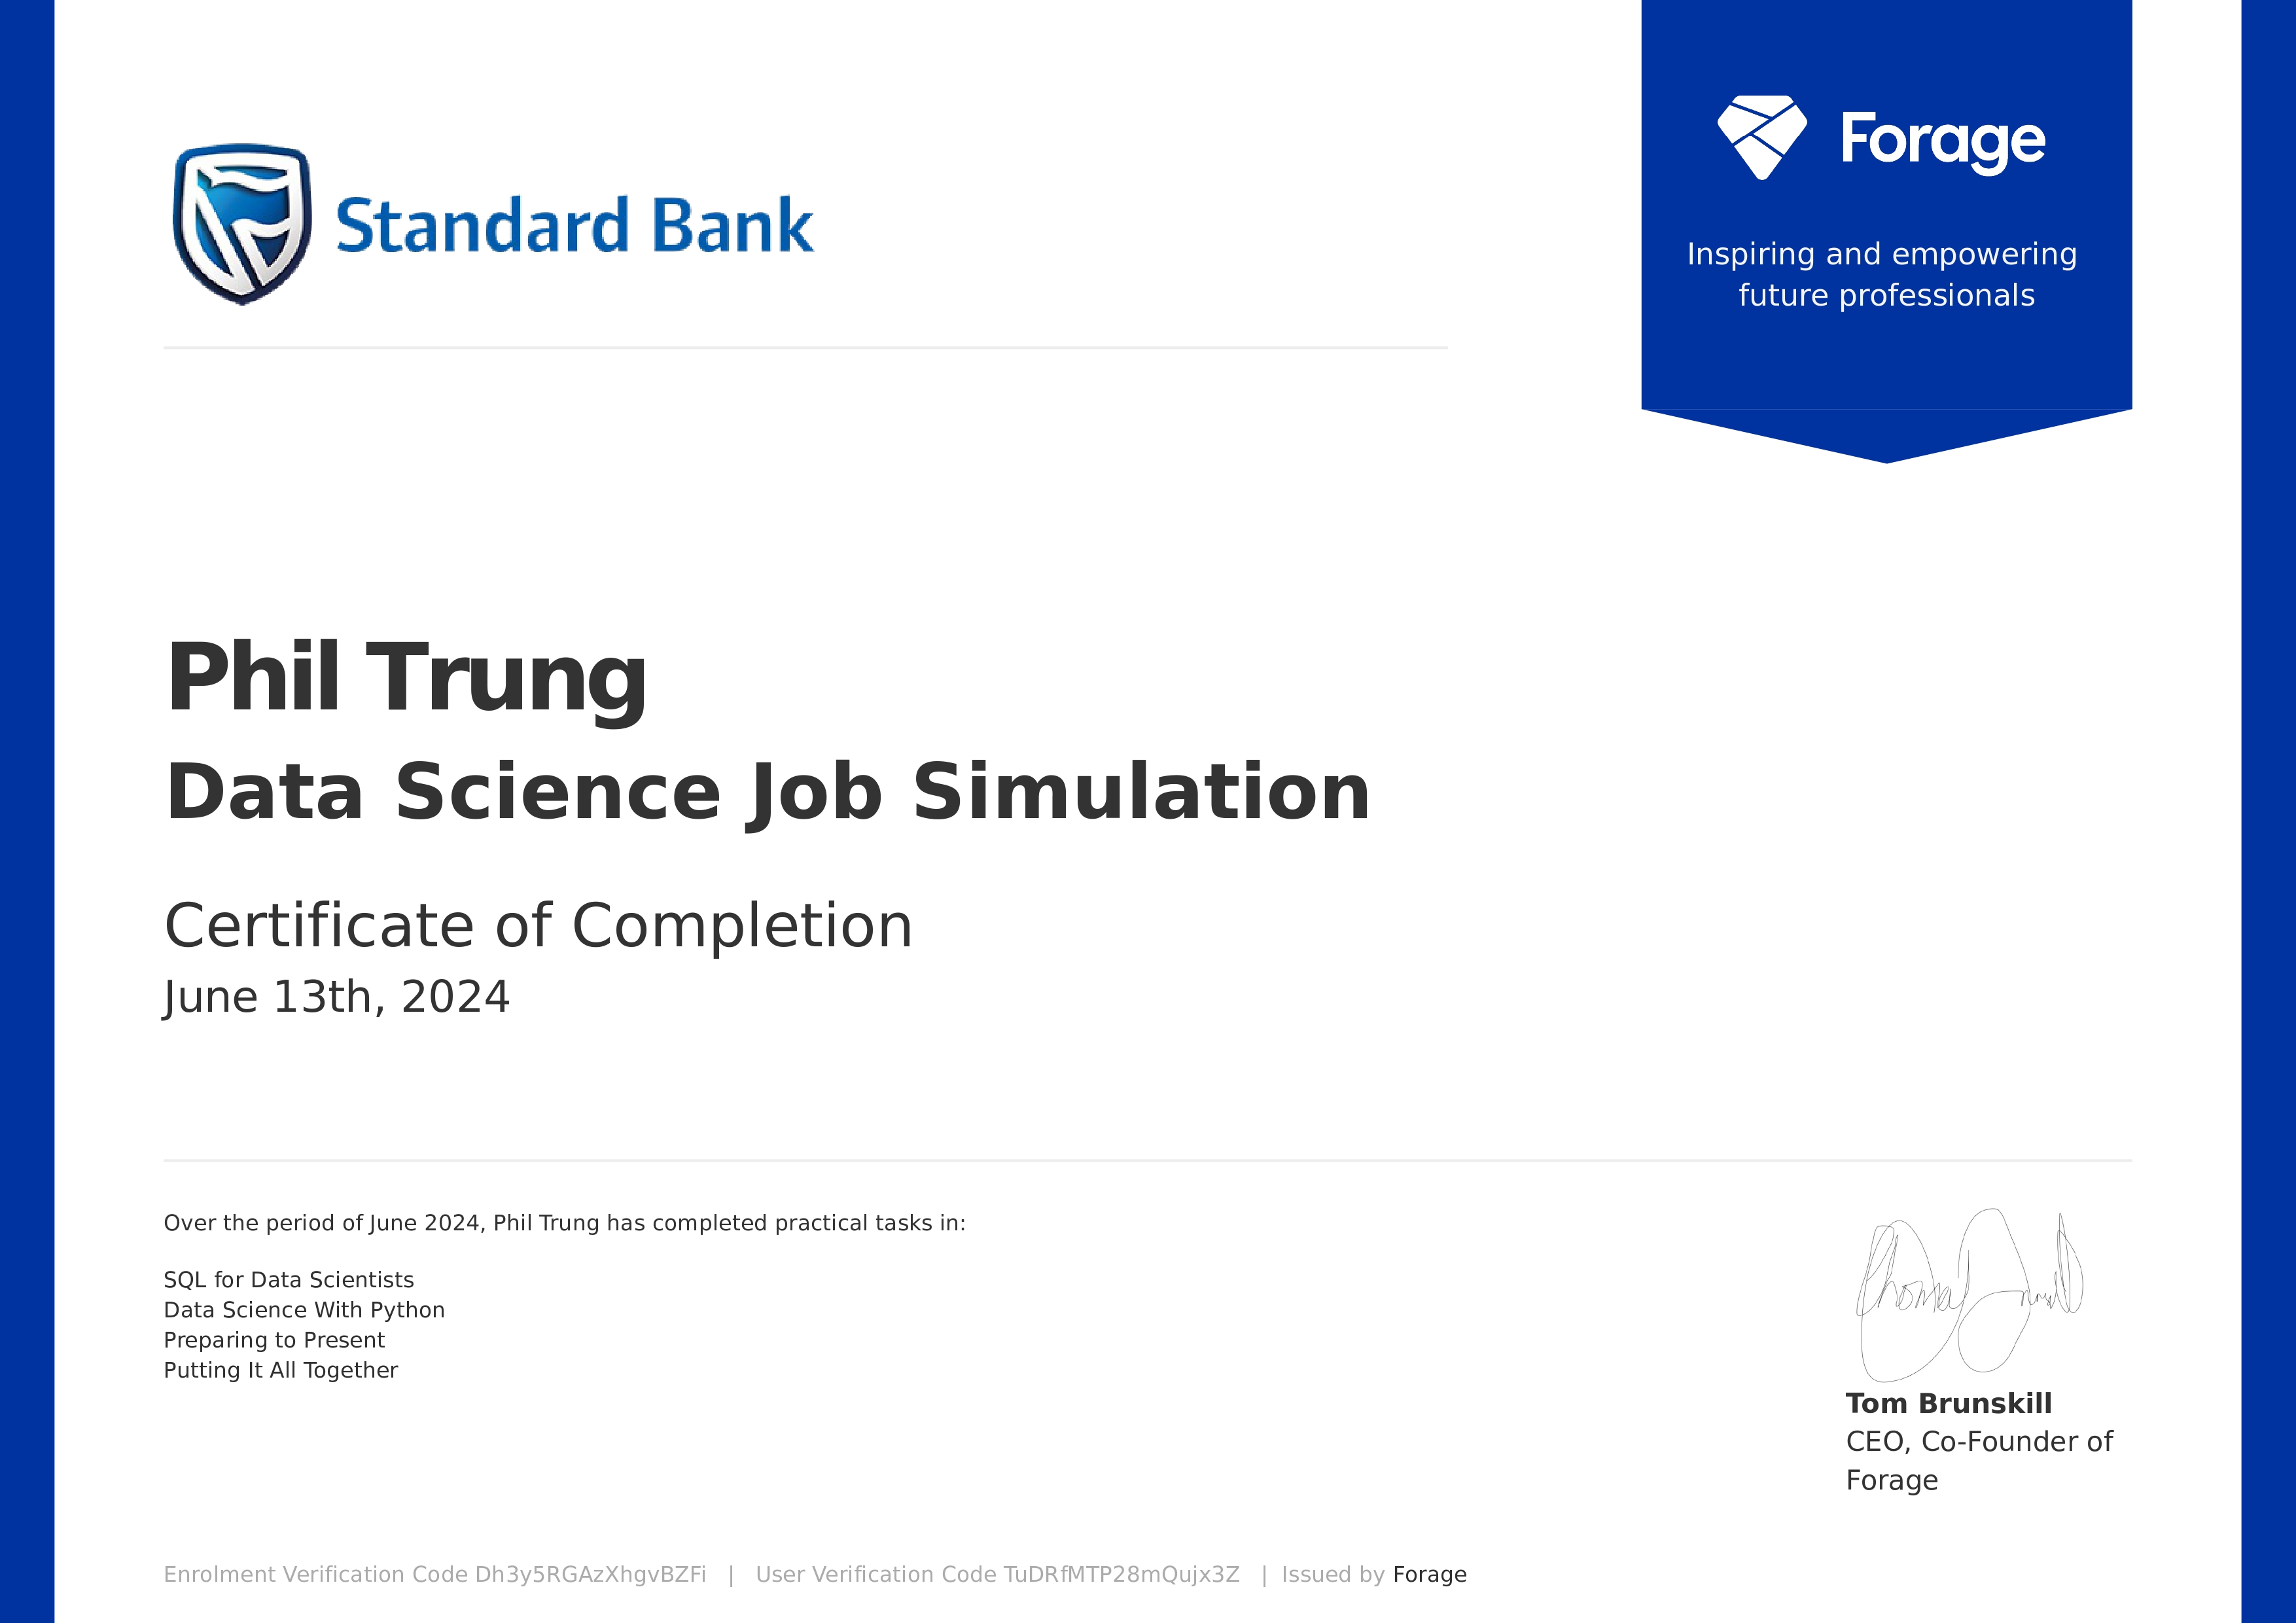 Standard Bank
Forage
Inspiring and empowering
future professionals
Phil Trung
Data Science Job Simulation
Certificate of Completion
June 13th, 2024
Over the period of June 2024, Phil Trung has completed practical tasks in:
SQL for Data Scientists
Data Science With Python
Preparing to Present
Putting It All Together
Tom Brunskill
CEO, Co-Founder of
Forage
Enrolment Verification Code Dh3y5RGAzXhgvBZFi | User Verification Code TuDRfMTP28mQujx3Z | Issued by Forage